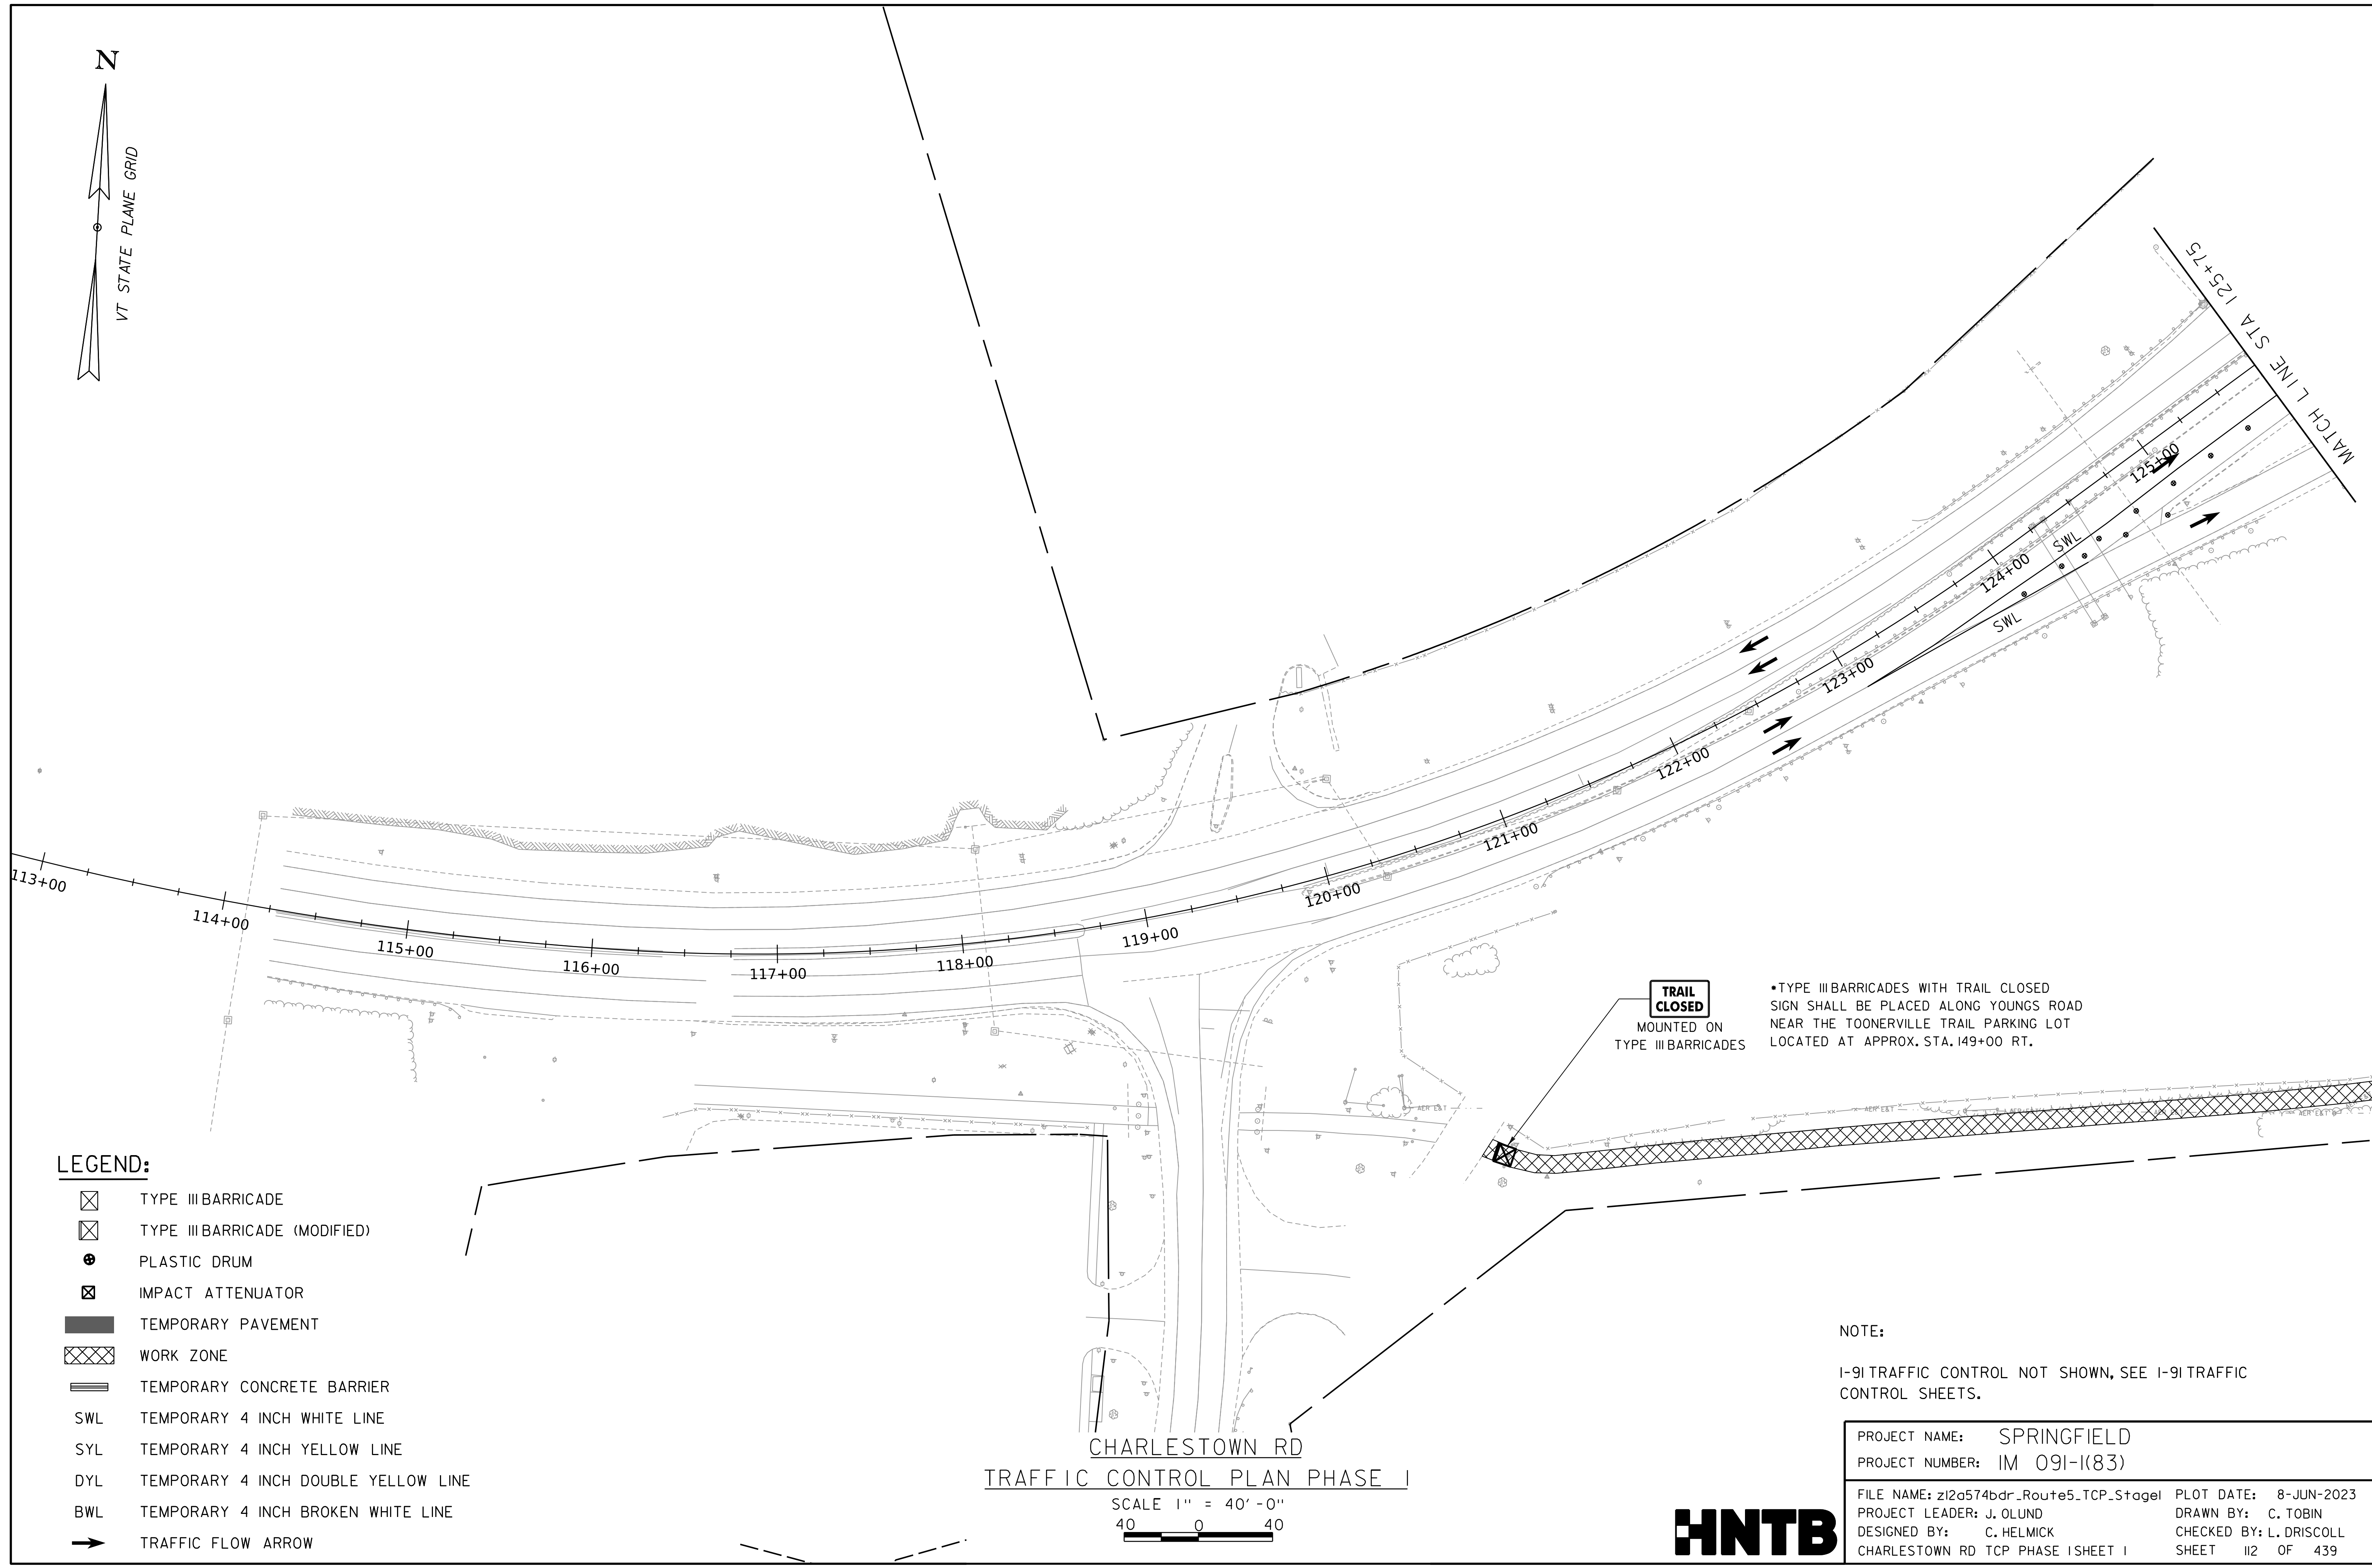 N
VT STATE PLANE GRID
MATCH LINE STA 125+75
113+00
114+00
115+00
116+00
117+00
118+00
119+00
120+00
121+00
122+00
123+00
124+00
125+00
SWL
SWL
TRAIL
CLOSED
MOUNTED ON
TYPE III BARRICADES
*TYPE III BARRICADES WITH TRAIL CLOSED
SIGN SHALL BE PLACED ALONG YOUNGS ROAD
NEAR THE TOONERVILLE TRAIL PARKING LOT
LOCATED AT APPROX. STA. 149+00 RT.
AER E&T
AER E&T
AER E&T
LEGEND:
TYPE III BARRICADE
TYPE III BARRICADE (MODIFIED)
PLASTIC DRUM
IMPACT ATTENUATOR
TEMPORARY PAVEMENT
WORK ZONE
TEMPORARY CONCRETE BARRIER
SWL TEMPORARY 4 INCH WHITE LINE
SYL TEMPORARY 4 INCH YELLOW LINE
DYL TEMPORARY 4 INCH DOUBLE YELLOW LINE
BWL TEMPORARY 4 INCH BROKEN WHITE LINE
TRAFFIC FLOW ARROW
CHARLESTOWN RD
TRAFFIC CONTROL PLAN PHASE 1
SCALE 1" = 40'-0"
40 0 40
NOTE:
I-91 TRAFFIC CONTROL NOT SHOWN, SEE I-91 TRAFFIC
CONTROL SHEETS.
HNTB
PROJECT NAME: SPRINGFIELD
PROJECT NUMBER: IM 091-1(83)
FILE NAME: z12a574bdr_Route5_TCP_Stage1 PLOT DATE: 8-JUN-2023
PROJECT LEADER: J. OLUND DRAWN BY: C. TOBIN
DESIGNED BY: C. HELMICK CHECKED BY: L. DRISCOLL
CHARLESTOWN RD TCP PHASE 1 SHEET 1 SHEET 112 OF 439